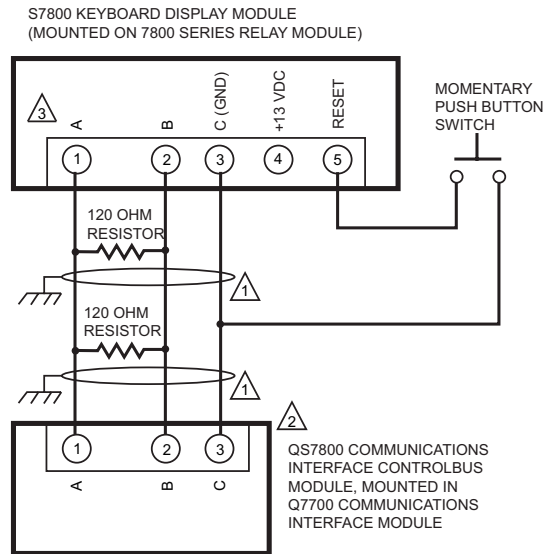 S7800 KEYBOARD DISPLAY MODULE
(MOUNTED ON 7800 SERIES RELAY MODULE)
3
A
B
C (GND)
+13 VDC
RESET
1
2
3
4
5
MOMENTARY
PUSH BUTTON
SWITCH
120 OHM
RESISTOR
1
120 OHM
RESISTOR
1
2
1
2
3
A
B
C
QS7800 COMMUNICATIONS
INTERFACE CONTROLBUS
MODULE, MOUNTED IN
Q7700 COMMUNICATIONS
INTERFACE MODULE